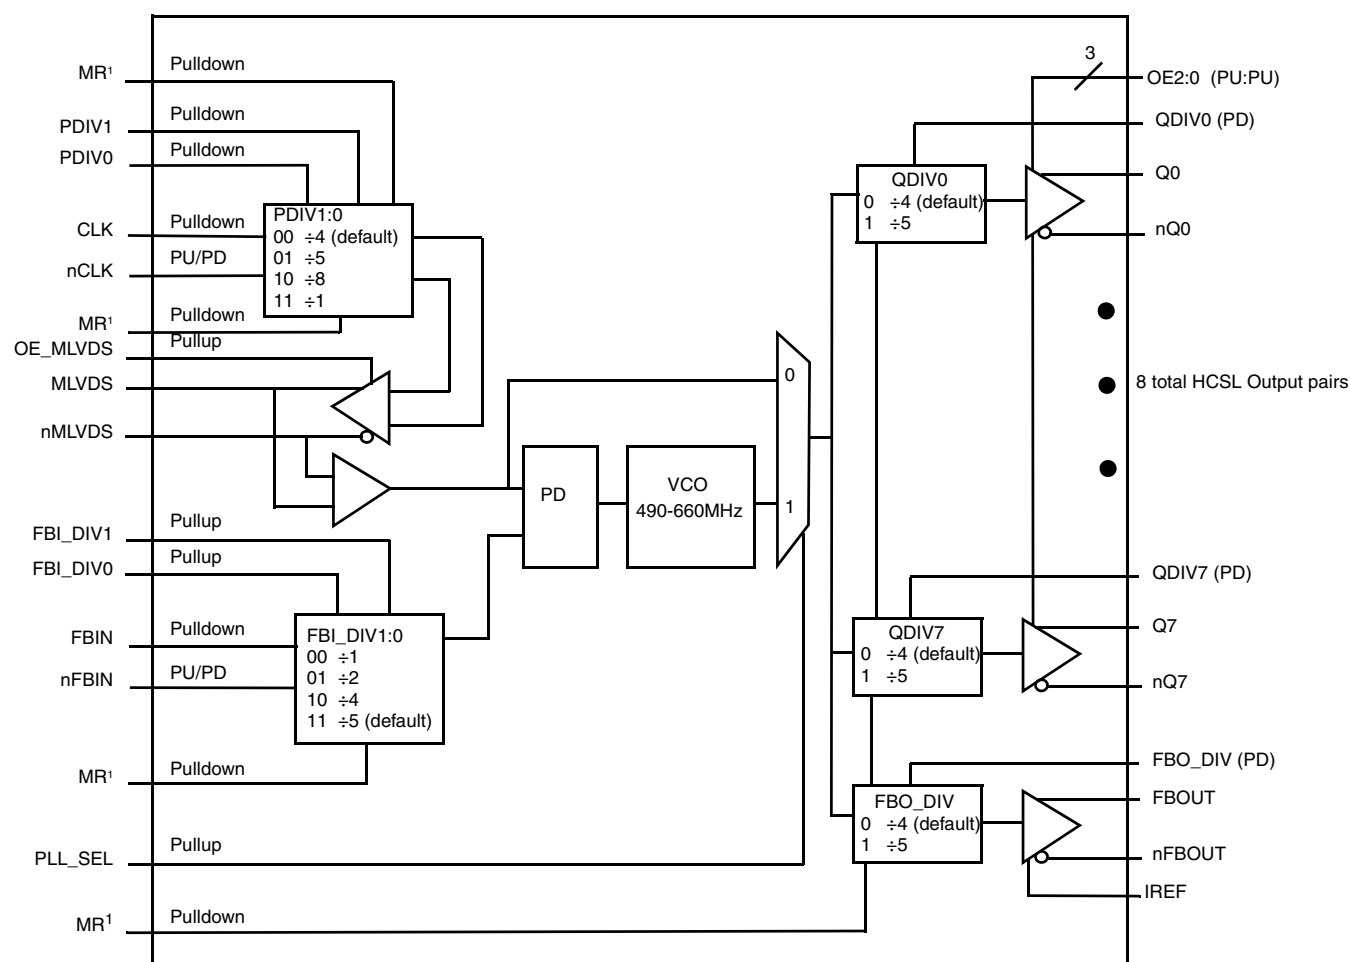 MR¹ Pulldown
PDIV1 Pulldown
PDIV0 Pulldown
CLK Pulldown
nCLK PU/PD
PDIV1:0
00 ÷4 (default)
01 ÷5
10 ÷8
11 ÷1
MR¹ Pulldown
OE_MLVDS Pullup
MLVDS
nMLVDS
FBI_DIV1 Pullup
FBI_DIV0 Pullup
FBIN Pulldown
nFBIN PU/PD
FBI_DIV1:0
00 ÷1
01 ÷2
10 ÷4
11 ÷5 (default)
MR¹ Pulldown
PLL_SEL Pullup
MR¹ Pulldown
PD
VCO
490-660MHz
0
1
3
OE2:0 (PU:PU)
QDIV0 (PD)
QDIV0
0 ÷4 (default)
1 ÷5
Q0
nQ0
8 total HCSL Output pairs
QDIV7 (PD)
QDIV7
0 ÷4 (default)
1 ÷5
Q7
nQ7
FBO_DIV (PD)
FBO_DIV
0 ÷4 (default)
1 ÷5
FBOUT
nFBOUT
IREF